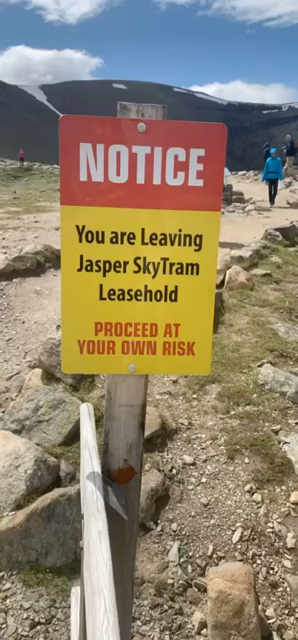 NOTICE
You are Leaving
Jasper SkyTram
Leasehold
PROCEED AT
YOUR OWN RISK